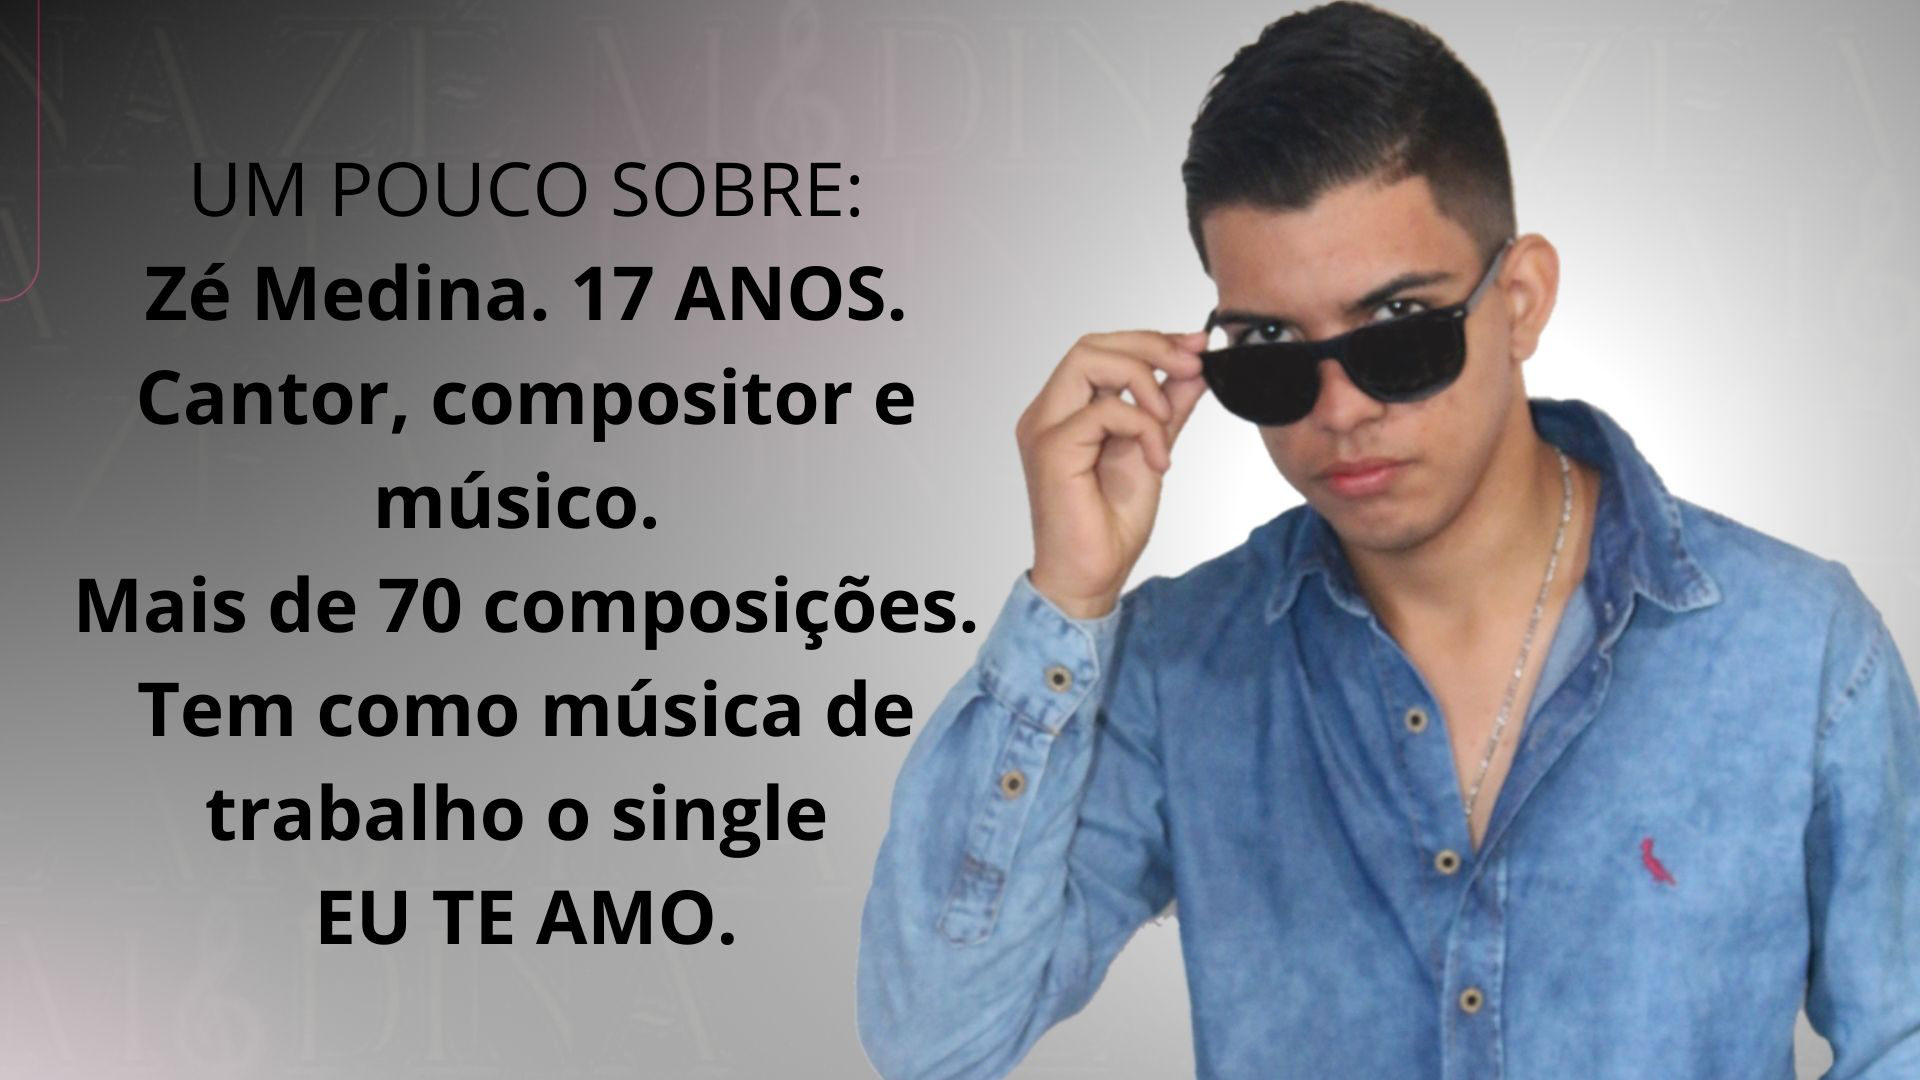 UM POUCO SOBRE:
Zé Medina. 17 ANOS.
Cantor, compositor e
músico.
Mais de 70 composições.
Tem como música de
trabalho o single
EU TE AMO.